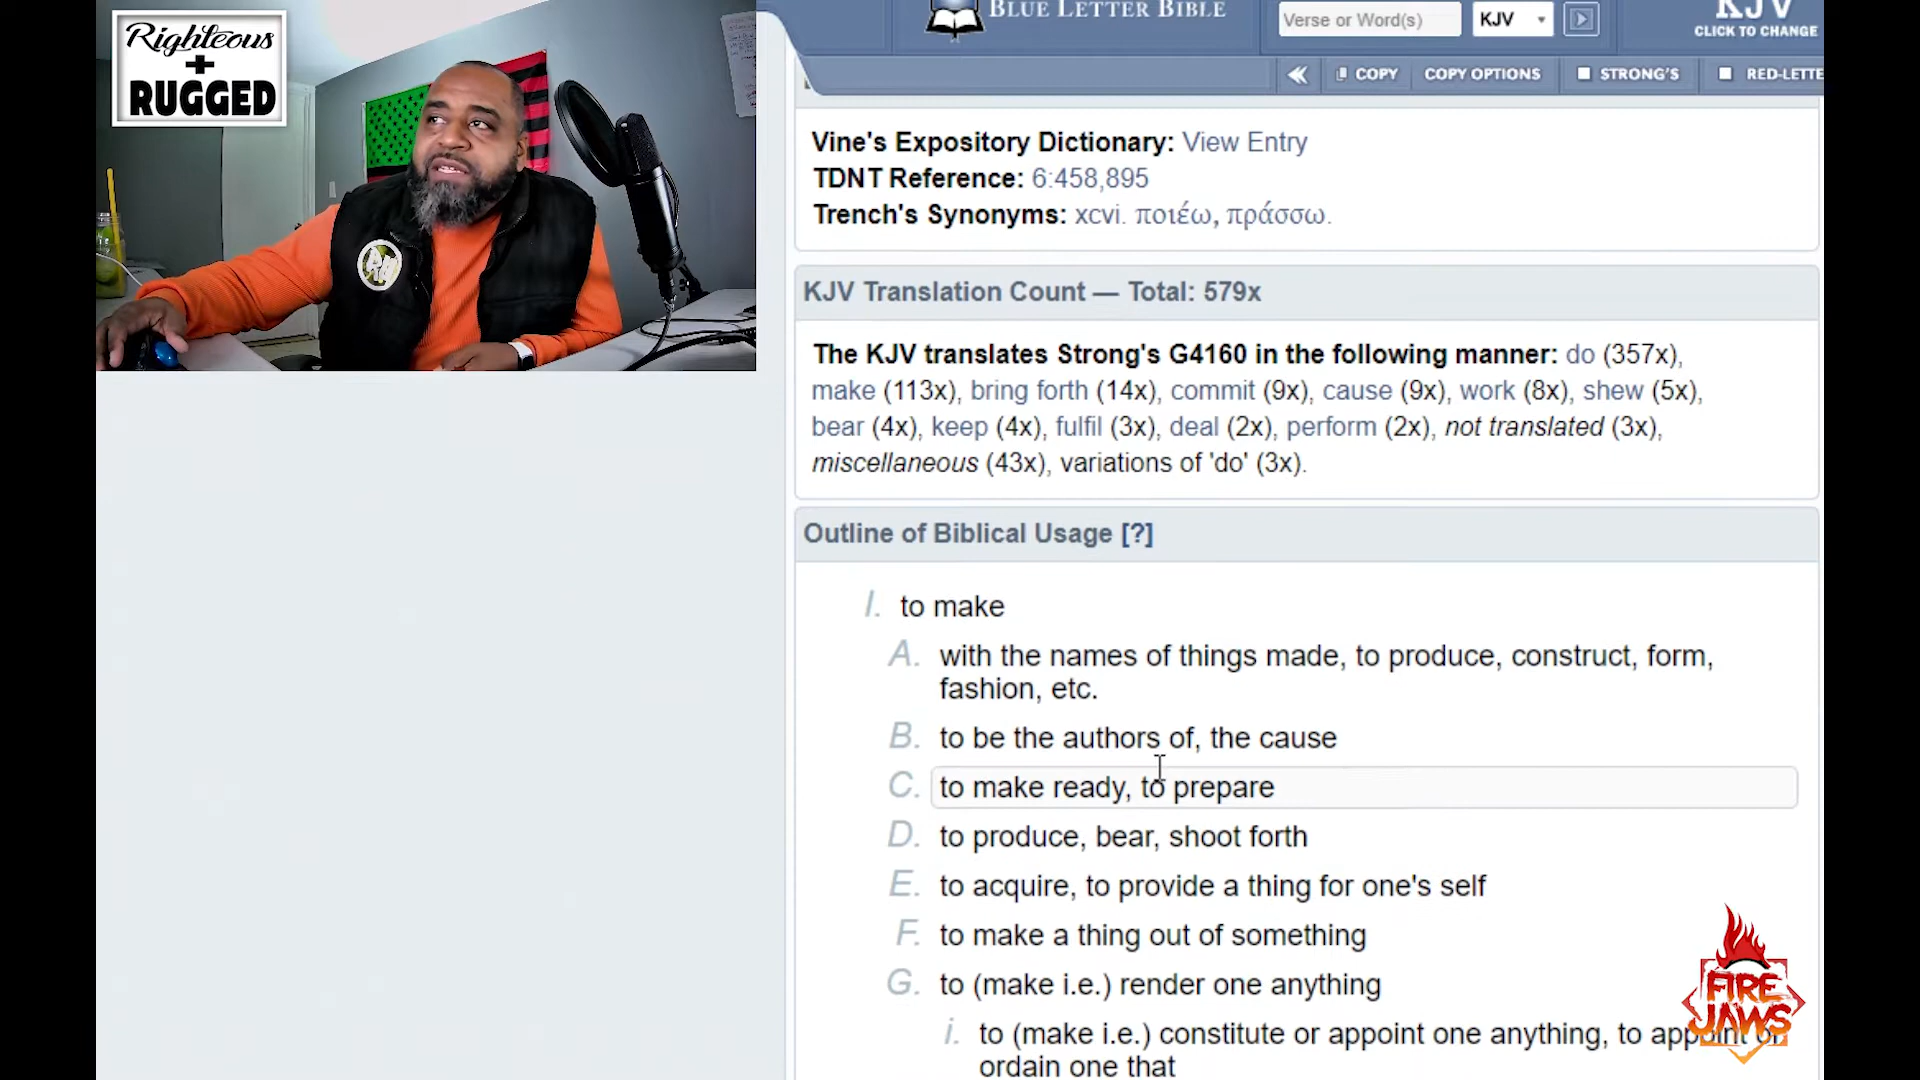 Righteous
+
RUGGED
BLUE LETTER BIBLE
Verse or Word(s)
KJV
KJV
CLICK TO CHANGE
COPY
COPY OPTIONS
STRONG'S
RED-LETTE
Vine's Expository Dictionary: View Entry
TDNT Reference: 6:458,895
Trench's Synonyms: xcvi. ποιέω, πράσσω.
KJV Translation Count — Total: 579x
The KJV translates Strong's G4160 in the following manner: do (357x),
make (113x), bring forth (14x), commit (9x), cause (9x), work (8x), shew (5x),
bear (4x), keep (4x), fulfil (3x), deal (2x), perform (2x), not translated (3x),
miscellaneous (43x), variations of 'do' (3x).
Outline of Biblical Usage [?]
I. to make
A. with the names of things made, to produce, construct, form,
fashion, etc.
B. to be the authors of, the cause
C. to make ready, to prepare
D. to produce, bear, shoot forth
E. to acquire, to provide a thing for one's self
F. to make a thing out of something
G. to (make i.e.) render one anything
i. to (make i.e.) constitute or appoint one anything, to appoint or
ordain one that
FIRE
JAWS